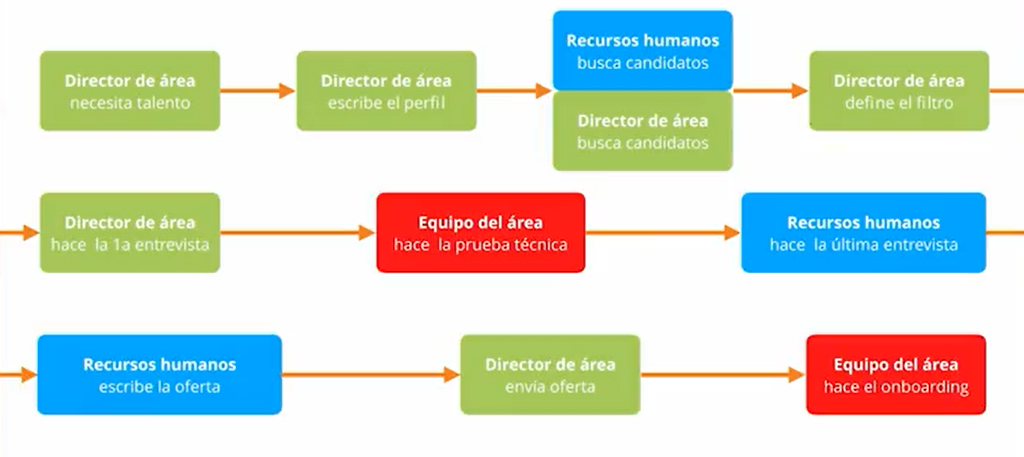 Director de área
necesita talento
Director de área
escribe el perfil
Recursos humanos
busca candidatos
Director de área
busca candidatos
Director de área
define el filtro
Director de área
hace la 1a entrevista
Equipo del área
hace la prueba técnica
Recursos humanos
hace la última entrevista
Recursos humanos
escribe la oferta
Director de área
envía oferta
Equipo del área
hace el onboarding